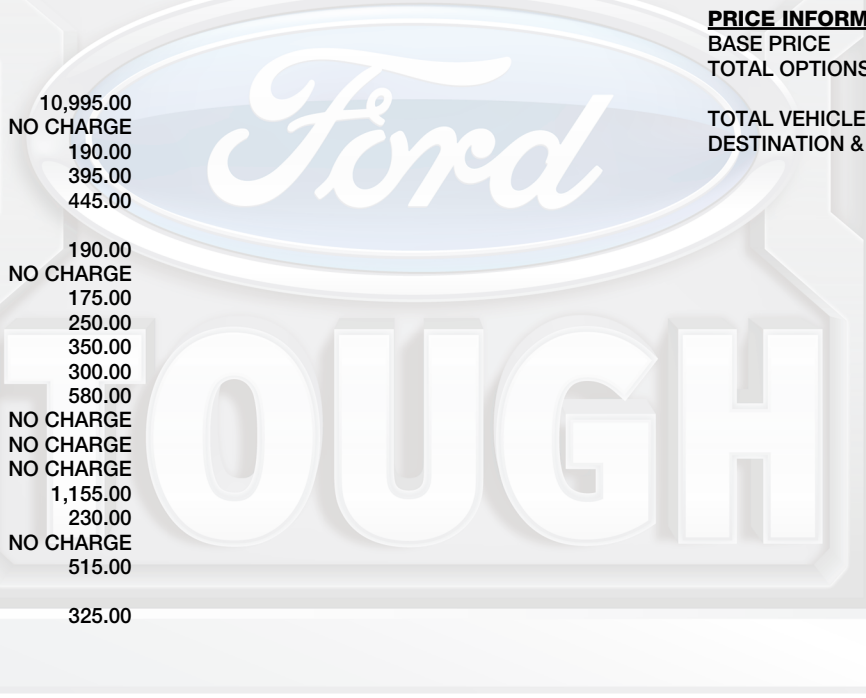 PRICE INFORM
BASE PRICE
TOTAL OPTIONS
TOTAL VEHICLE
DESTINATION &
10,995.00
NO CHARGE
190.00
395.00
445.00
190.00
NO CHARGE
175.00
250.00
350.00
300.00
580.00
NO CHARGE
NO CHARGE
NO CHARGE
1,155.00
230.00
NO CHARGE
515.00
325.00
Ford
TOUGH